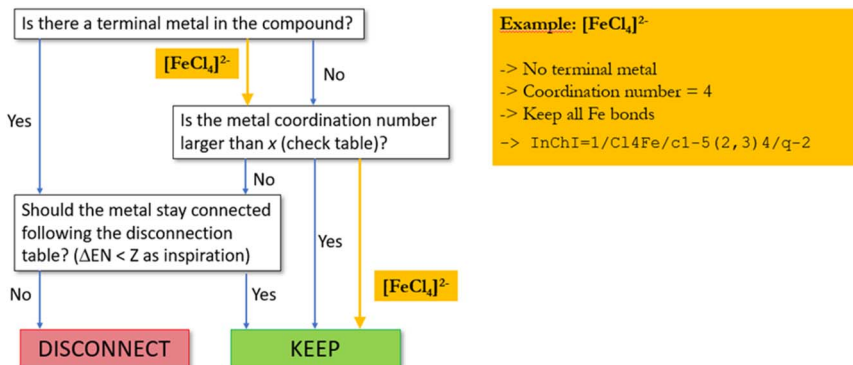 Is there a terminal metal in the compound?
[FeCl₄]²⁻
No
Yes
Is the metal coordination number
larger than x (check table)?
No
Should the metal stay connected
following the disconnection
table? (ΔEN < Z as inspiration)
Yes
No
Yes
[FeCl₄]²⁻
DISCONNECT
KEEP
Example: [FeCl₄]²⁻
-> No terminal metal
-> Coordination number = 4
-> Keep all Fe bonds
-> InChI=1/Cl4Fe/c1-5(2,3)4/q-2